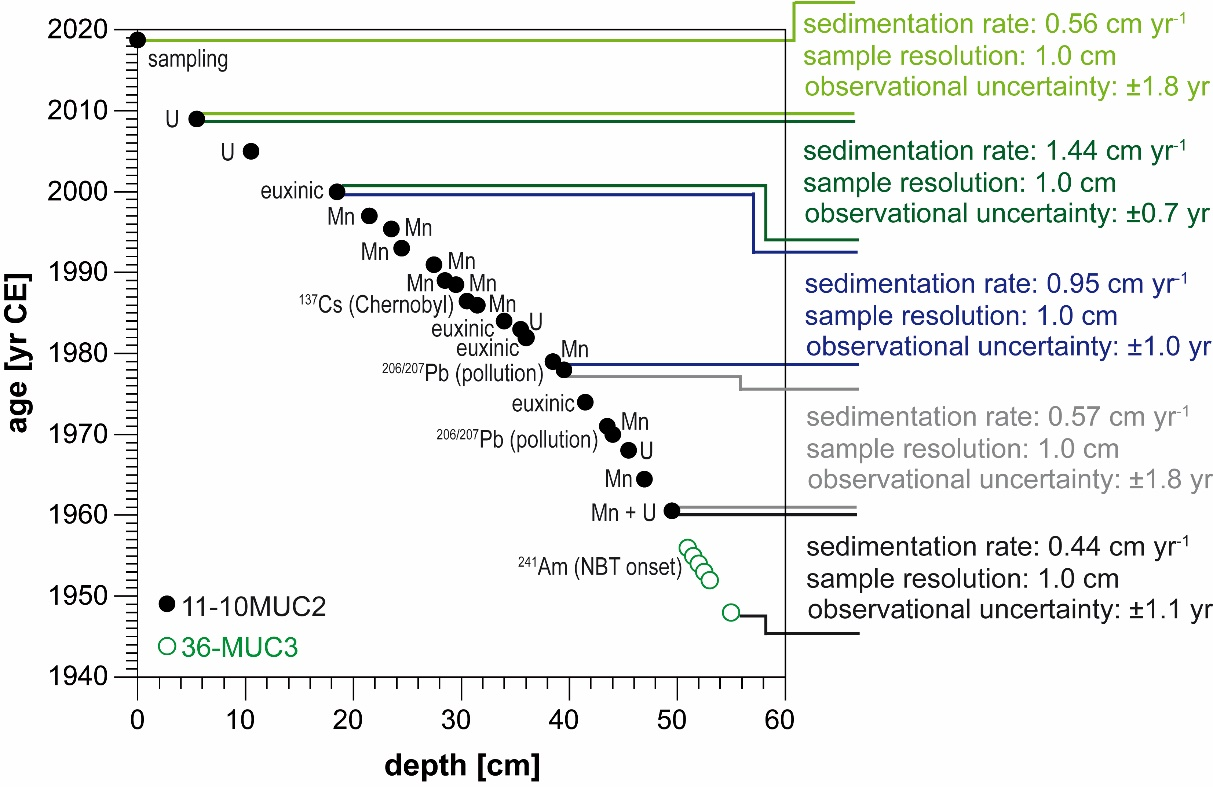 2020
2010
2000
1990
1980
1970
1960
1950
1940
age [yr CE]
0
10
20
30
40
50
60
depth [cm]
sampling
U
U
euxinic
Mn
Mn
Mn
Mn
Mn
Mn
¹³⁷Cs (Chernobyl)
Mn
euxinic
U
euxinic
Mn
²⁰⁶/²⁰⁷Pb (pollution)
euxinic
Mn
²⁰⁶/²⁰⁷Pb (pollution)
U
Mn
Mn + U
²⁴¹Am (NBT onset)
11-10MUC2
36-MUC3
sedimentation rate: 0.56 cm yr⁻¹
sample resolution: 1.0 cm
observational uncertainty: ±1.8 yr
sedimentation rate: 1.44 cm yr⁻¹
sample resolution: 1.0 cm
observational uncertainty: ±0.7 yr
sedimentation rate: 0.95 cm yr⁻¹
sample resolution: 1.0 cm
observational uncertainty: ±1.0 yr
sedimentation rate: 0.57 cm yr⁻¹
sample resolution: 1.0 cm
observational uncertainty: ±1.8 yr
sedimentation rate: 0.44 cm yr⁻¹
sample resolution: 1.0 cm
observational uncertainty: ±1.1 yr